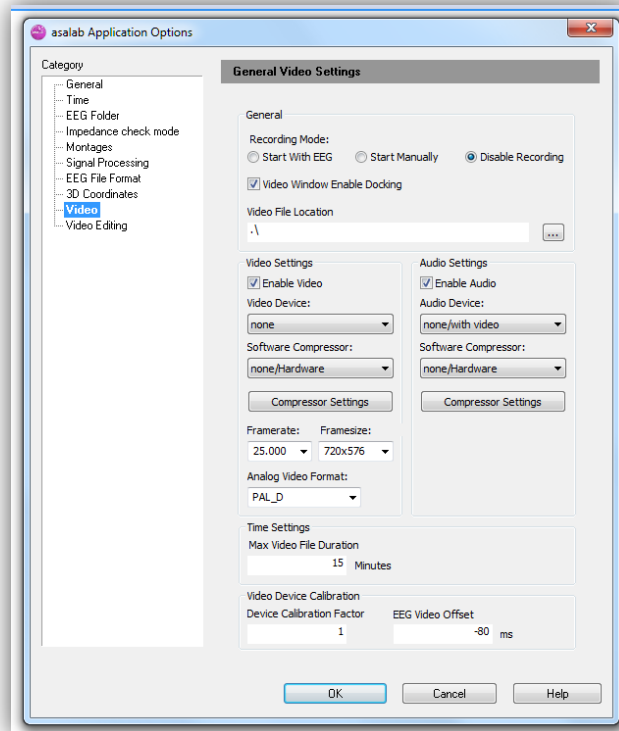 asalab Application Options
Category
General
Time
EEG Folder
Impedance check mode
Montages
Signal Processing
EEG File Format
3D Coordinates
Video
Video Editing
General Video Settings
General
Recording Mode:
Start With EEG Start Manually Disable Recording
Video Window Enable Docking
Video File Location
.\
...
Video Settings Audio Settings
Enable Video Enable Audio
Video Device: Audio Device:
none none/with video
Software Compressor: Software Compressor:
none/Hardware none/Hardware
Compressor Settings Compressor Settings
Framerate: Framesize:
25.000 720x576
Analog Video Format:
PAL_D
Time Settings
Max Video File Duration
15 Minutes
Video Device Calibration
Device Calibration Factor EEG Video Offset
1 -80 ms
OK Cancel Help